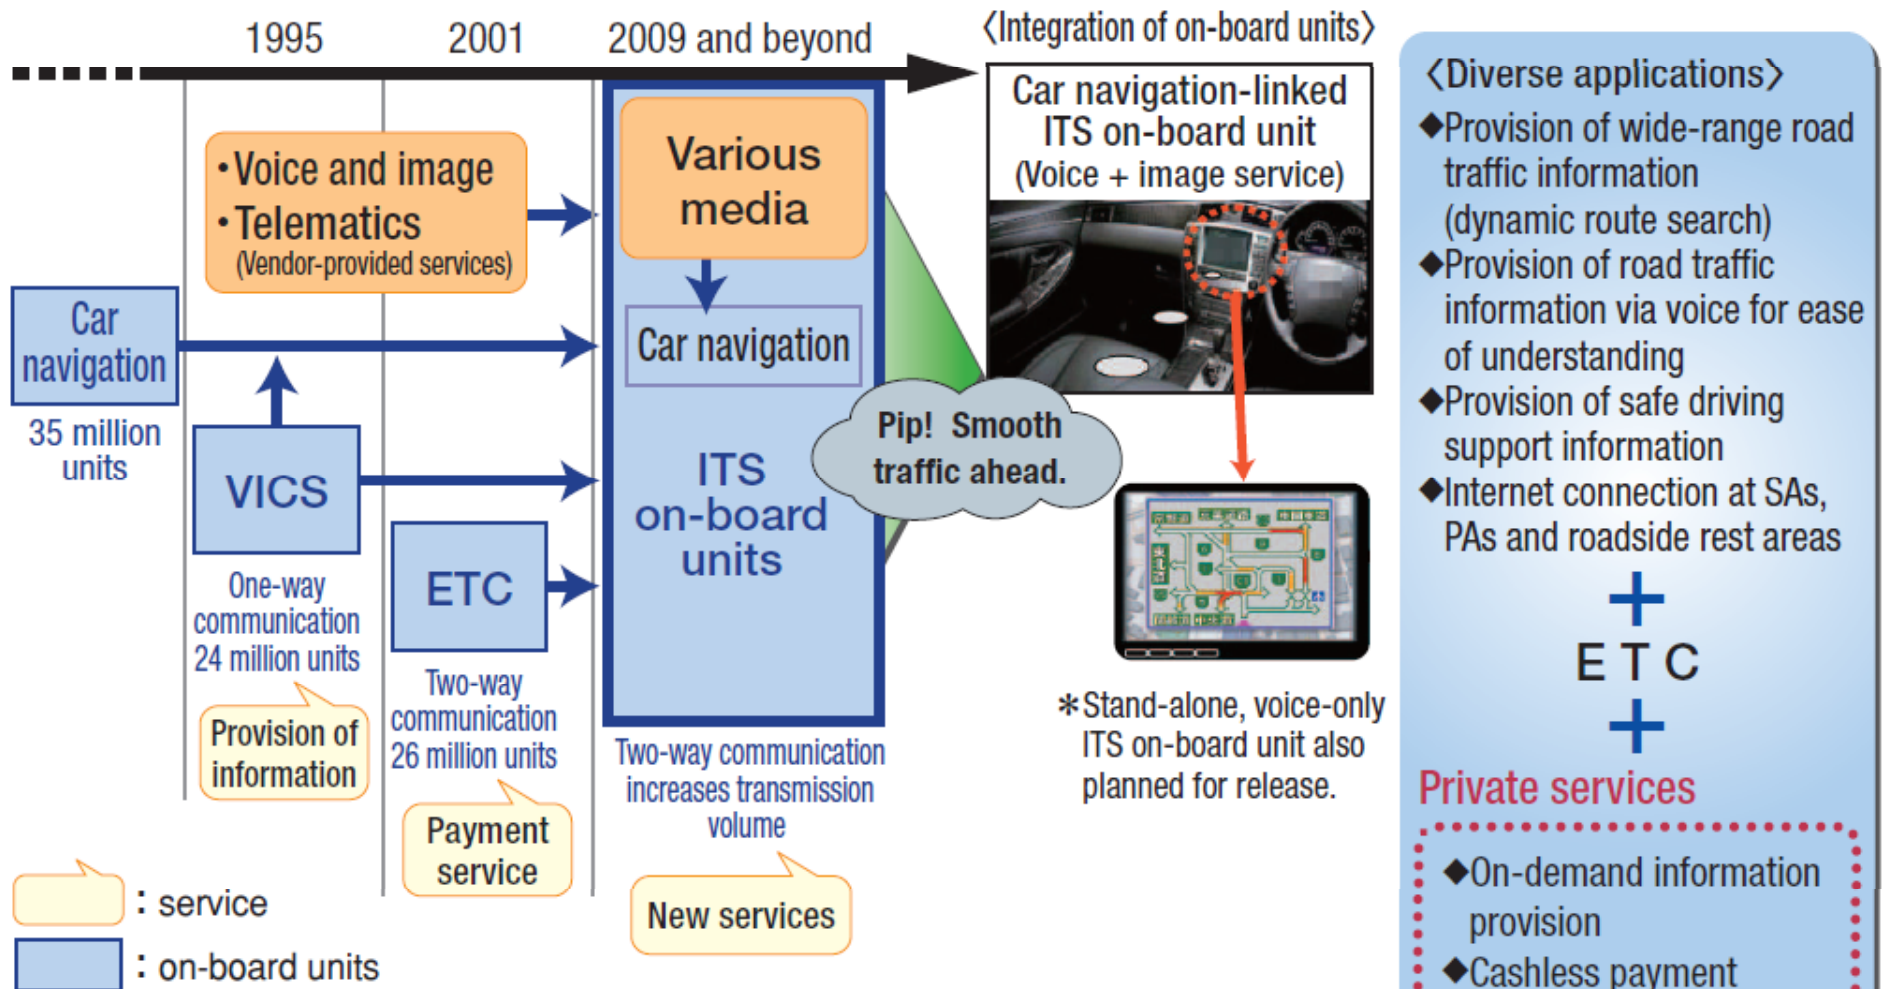 1995
2001
2009 and beyond
〈Integration of on-board units〉
Car navigation-linked
ITS on-board unit
(Voice + image service)
・Voice and image
・Telematics
(Vendor-provided services)
Various
media
Car
navigation
35 million
units
Car navigation
VICS
One-way
communication
24 million units
Provision of
information
ETC
Two-way
communication
26 million units
Payment
service
ITS
on-board
units
Two-way communication
increases transmission
volume
New services
Pip! Smooth
traffic ahead.
*Stand-alone, voice-only
ITS on-board unit also
planned for release.
: service
: on-board units
〈Diverse applications〉
◆Provision of wide-range road
traffic information
(dynamic route search)
◆Provision of road traffic
information via voice for ease
of understanding
◆Provision of safe driving
support information
◆Internet connection at SAs,
PAs and roadside rest areas
+
ETC
+
Private services
◆On-demand information
provision
◆Cashless payment